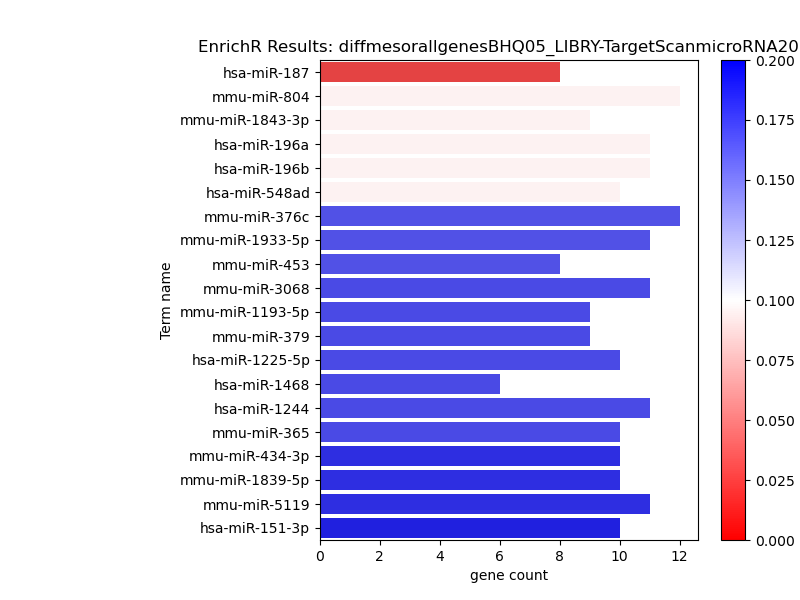 EnrichR Results: diffmesorallgenesBHQ05_LIBRY-TargetScanmicroRNA20
hsa-miR-187
mmu-miR-804
mmu-miR-1843-3p
hsa-miR-196a
hsa-miR-196b
hsa-miR-548ad
mmu-miR-376c
mmu-miR-1933-5p
mmu-miR-453
mmu-miR-3068
mmu-miR-1193-5p
mmu-miR-379
hsa-miR-1225-5p
hsa-miR-1468
hsa-miR-1244
mmu-miR-365
mmu-miR-434-3p
mmu-miR-1839-5p
mmu-miR-5119
hsa-miR-151-3p
Term name
0 2 4 6 8 10 12
gene count
0.200
0.175
0.150
0.125
0.100
0.075
0.050
0.025
0.000